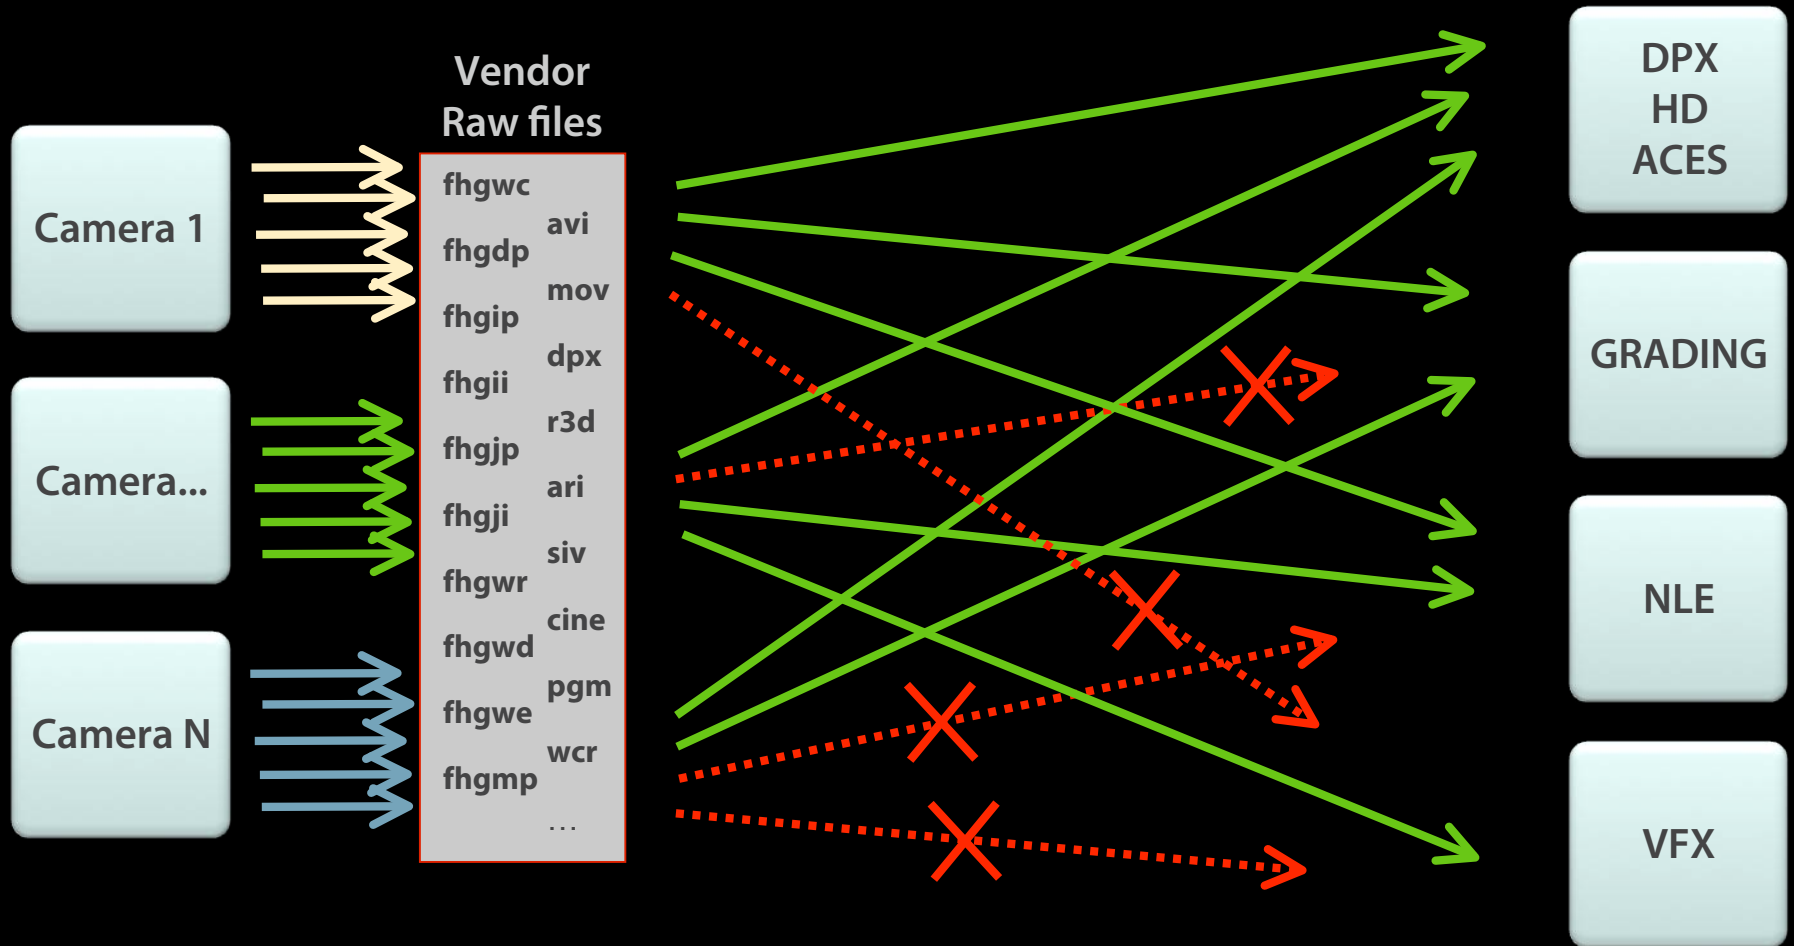 Vendor
Raw files
Camera 1
Camera...
Camera N
fhgwc
avi
fhgdp
mov
fhgip
dpx
fhgii
r3d
fhgjp
ari
fhgji
siv
fhgwr
cine
fhgwd
pgm
fhgwe
wcr
fhgmp
...
DPX
HD
ACES
GRADING
NLE
VFX